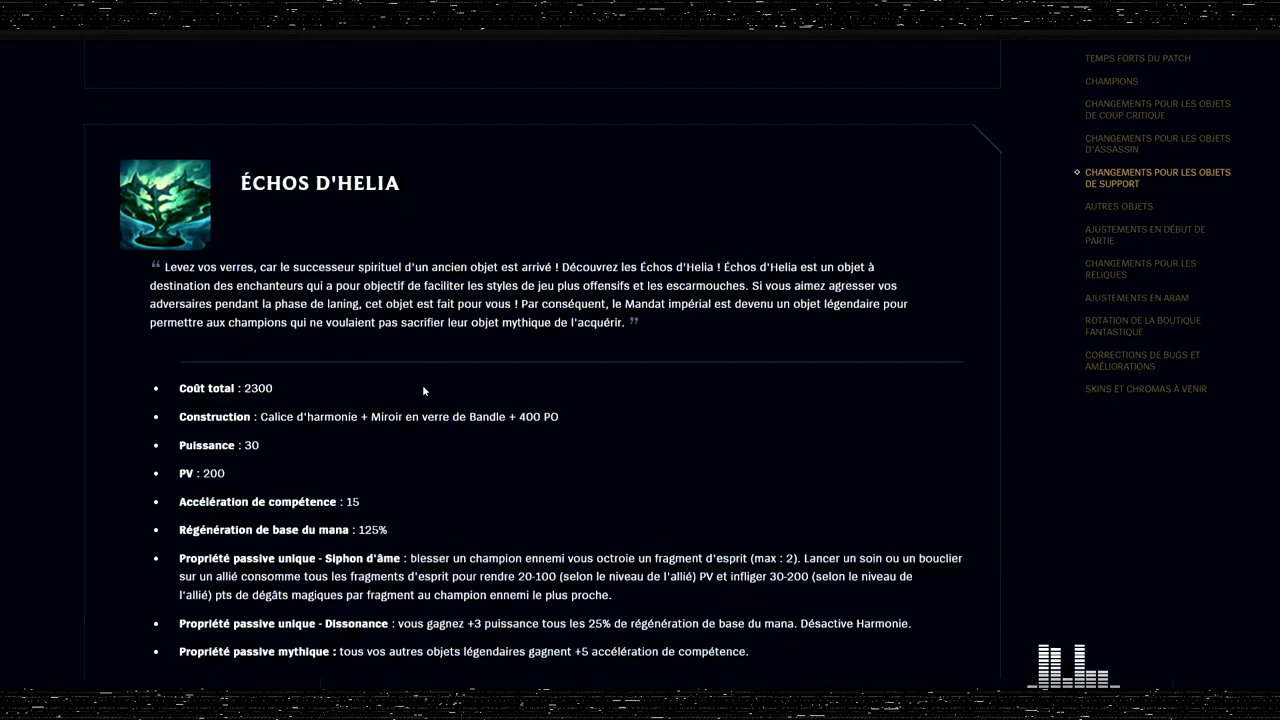 ÉCHOS D'HELIA
“ Levez vos verres, car le successeur spirituel d'un ancien objet est arrivé ! Découvrez les Échos d'Helia ! Échos d'Helia est un objet à
destination des enchanteurs qui a pour objectif de faciliter les styles de jeu plus offensifs et les escarmouches. Si vous aimez agresser vos
adversaires pendant la phase de laning, cet objet est fait pour vous ! Par conséquent, le Mandat impérial est devenu un objet légendaire pour
permettre aux champions qui ne voulaient pas sacrifier leur objet mythique de l'acquérir. ”
• Coût total : 2300
• Construction : Calice d'harmonie + Miroir en verre de Bandle + 400 PO
• Puissance : 30
• PV : 200
• Accélération de compétence : 15
• Régénération de base du mana : 125%
• Propriété passive unique - Siphon d'âme : blesser un champion ennemi vous octroie un fragment d'esprit (max : 2). Lancer un soin ou un bouclier
sur un allié consomme tous les fragments d'esprit pour rendre 20-100 (selon le niveau de l'allié) PV et infliger 30-200 (selon le niveau de
l'allié) pts de dégâts magiques par fragment au champion ennemi le plus proche.
• Propriété passive unique - Dissonance : vous gagnez +3 puissance tous les 25% de régénération de base du mana. Désactive Harmonie.
• Propriété passive mythique : tous vos autres objets légendaires gagnent +5 accélération de compétence.
TEMPS FORTS DU PATCH
CHAMPIONS
CHANGEMENTS POUR LES OBJETS
DE COUP CRITIQUE
CHANGEMENTS POUR LES OBJETS
D'ASSASSIN
CHANGEMENTS POUR LES OBJETS
DE SUPPORT
AUTRES OBJETS
AJUSTEMENTS EN DÉBUT DE
PARTIE
CHANGEMENTS POUR LES
RELIQUES
AJUSTEMENTS EN ARAM
ROTATION DE LA BOUTIQUE
FANTASTIQUE
CORRECTIONS DE BUGS ET
AMÉLIORATIONS
SKINS ET CHROMAS À VENIR